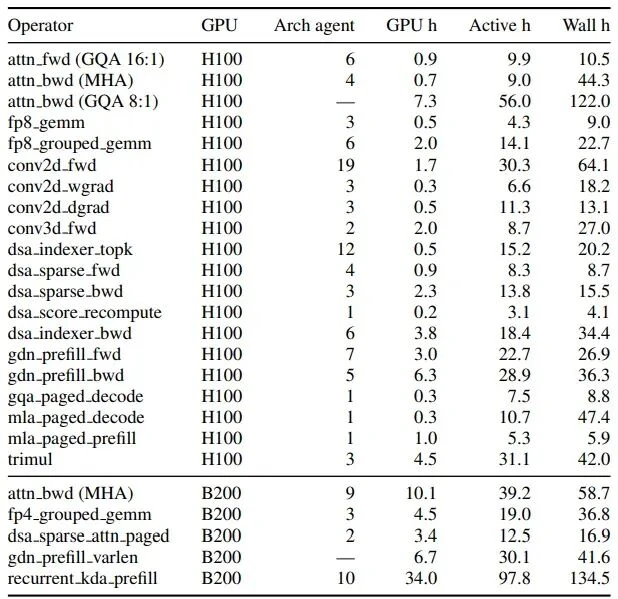 Operator GPU Arch agent GPU h Active h Wall h
attn_fwd (GQA 16:1) H100 6 0.9 9.9 10.5
attn_bwd (MHA) H100 4 0.7 9.0 44.3
attn_bwd (GQA 8:1) H100 — 7.3 56.0 122.0
fp8_gemm H100 3 0.5 4.3 9.0
fp8_grouped_gemm H100 6 2.0 14.1 22.7
conv2d_fwd H100 19 1.7 30.3 64.1
conv2d_wgrad H100 3 0.3 6.6 18.2
conv2d_dgrad H100 3 0.5 11.3 13.1
conv3d_fwd H100 2 2.0 8.7 27.0
dsa_indexer_topk H100 12 0.5 15.2 20.2
dsa_sparse_fwd H100 4 0.9 8.3 8.7
dsa_sparse_bwd H100 3 2.3 13.8 15.5
dsa_score_recompute H100 1 0.2 3.1 4.1
dsa_indexer_bwd H100 6 3.8 18.4 34.4
gdn_prefill_fwd H100 7 3.0 22.7 26.9
gdn_prefill_bwd H100 5 6.3 28.9 36.3
gqa_paged_decode H100 1 0.3 7.5 8.8
mla_paged_decode H100 1 0.3 10.7 47.4
mla_paged_prefill H100 1 1.0 5.3 5.9
trimul H100 3 4.5 31.1 42.0
attn_bwd (MHA) B200 9 10.1 39.2 58.7
fp4_grouped_gemm B200 3 4.5 19.0 36.8
dsa_sparse_attn_paged B200 2 3.4 12.5 16.9
gdn_prefill_varlen B200 — 6.7 30.1 41.6
recurrent_kda_prefill B200 10 34.0 97.8 134.5